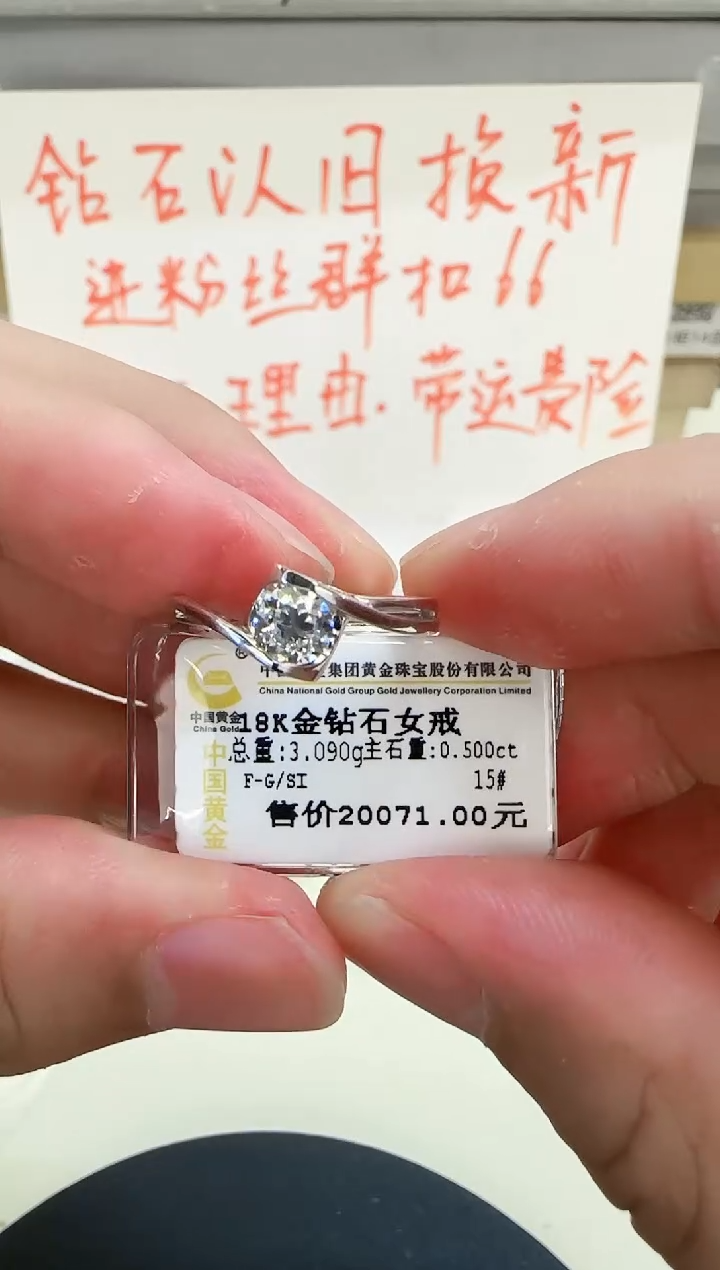 钻石以旧换新
进粉丝群扣66
理由.带运费险
集团黄金珠宝股份有限公司
China National Gold Group Gold Jewellery Corporation Limited
®
中国黄金
China Gold
中国黄金
18K金钻石女戒
总重:3.090g主石重:0.500ct
F-G/SI 15#
售价20071.00元